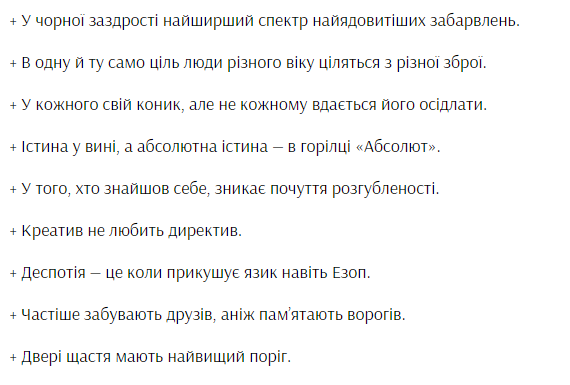 + У чорної заздрості найширший спектр найядовитіших забарвлень.
+ В одну й ту само ціль люди різного віку ціляться з різної зброї.
+ У кожного свій коник, але не кожному вдається його осідлати.
+ Істина у вині, а абсолютна істина – в горілці «Абсолют».
+ У того, хто знайшов себе, зникає почуття розгубленості.
+ Креатив не любить директив.
+ Деспотія – це коли прикушує язик навіть Езоп.
+ Частіше забувають друзів, аніж пам’ятають ворогів.
+ Двері щастя мають найвищий поріг.